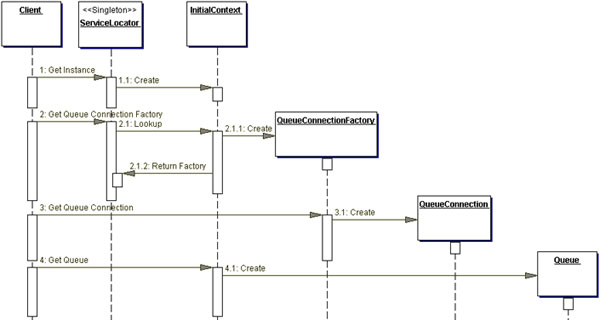 Client
<<Singleton>>
ServiceLocator
InitialContext
1: Get Instance
1.1: Create
2: Get Queue Connection Factory
2.1: Lookup
2.1.1: Create
QueueConnectionFactory
2.1.2: Return Factory
3: Get Queue Connection
3.1: Create
QueueConnection
4: Get Queue
4.1: Create
Queue